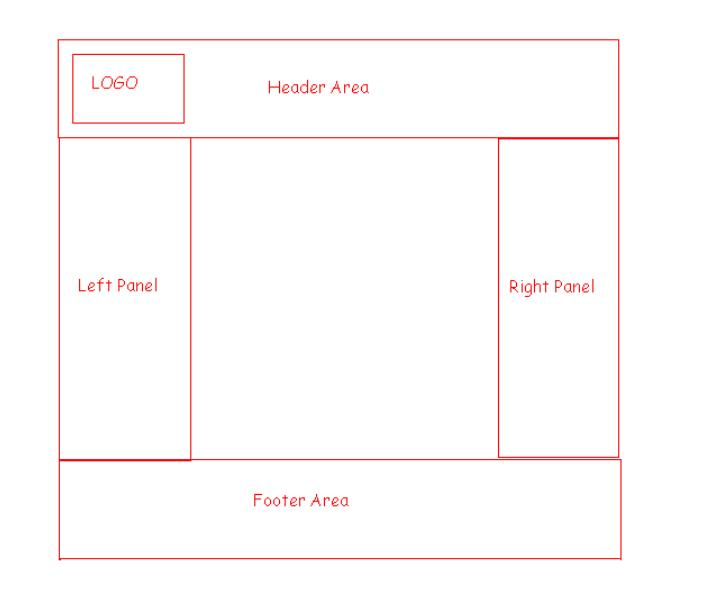 LOGO
Header Area
Left Panel
Right Panel
Footer Area